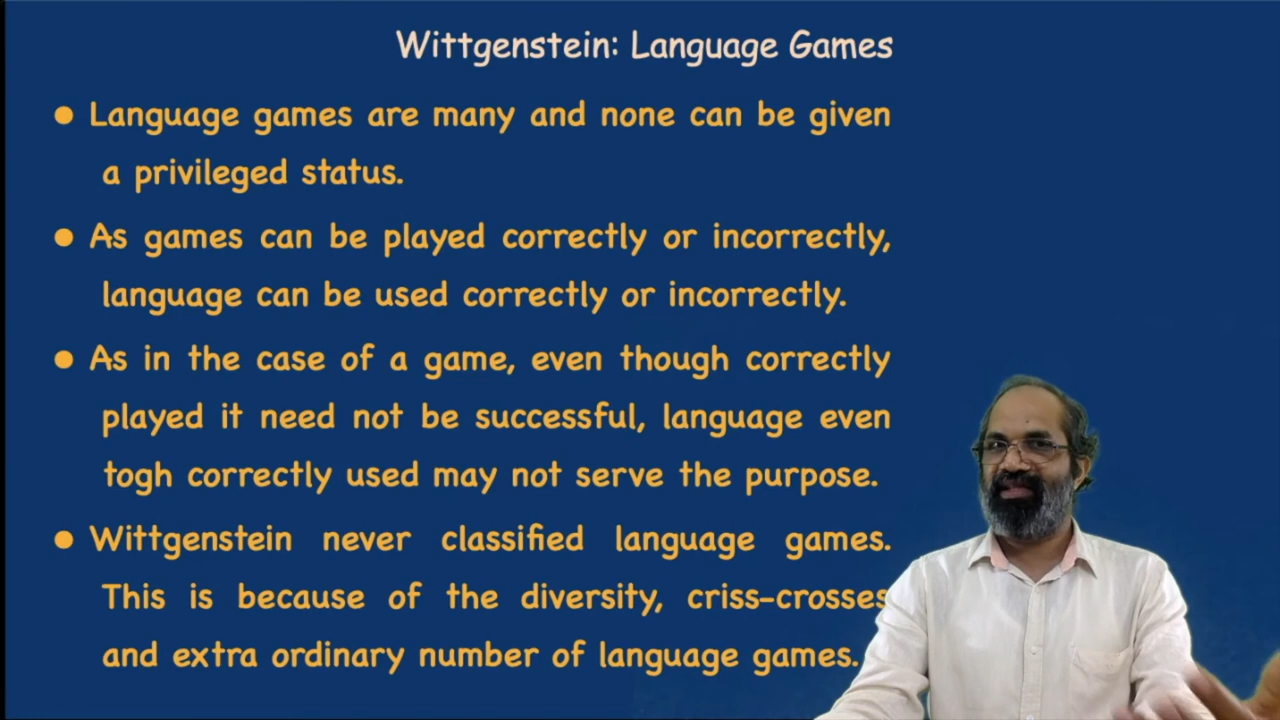 Wittgenstein: Language Games
● Language games are many and none can be given
a privileged status.
● As games can be played correctly or incorrectly,
language can be used correctly or incorrectly.
● As in the case of a game, even though correctly
played it need not be successful, language even
togh correctly used may not serve the purpose.
● Wittgenstein never classified language games.
This is because of the diversity, criss-crosses
and extra ordinary number of language games.